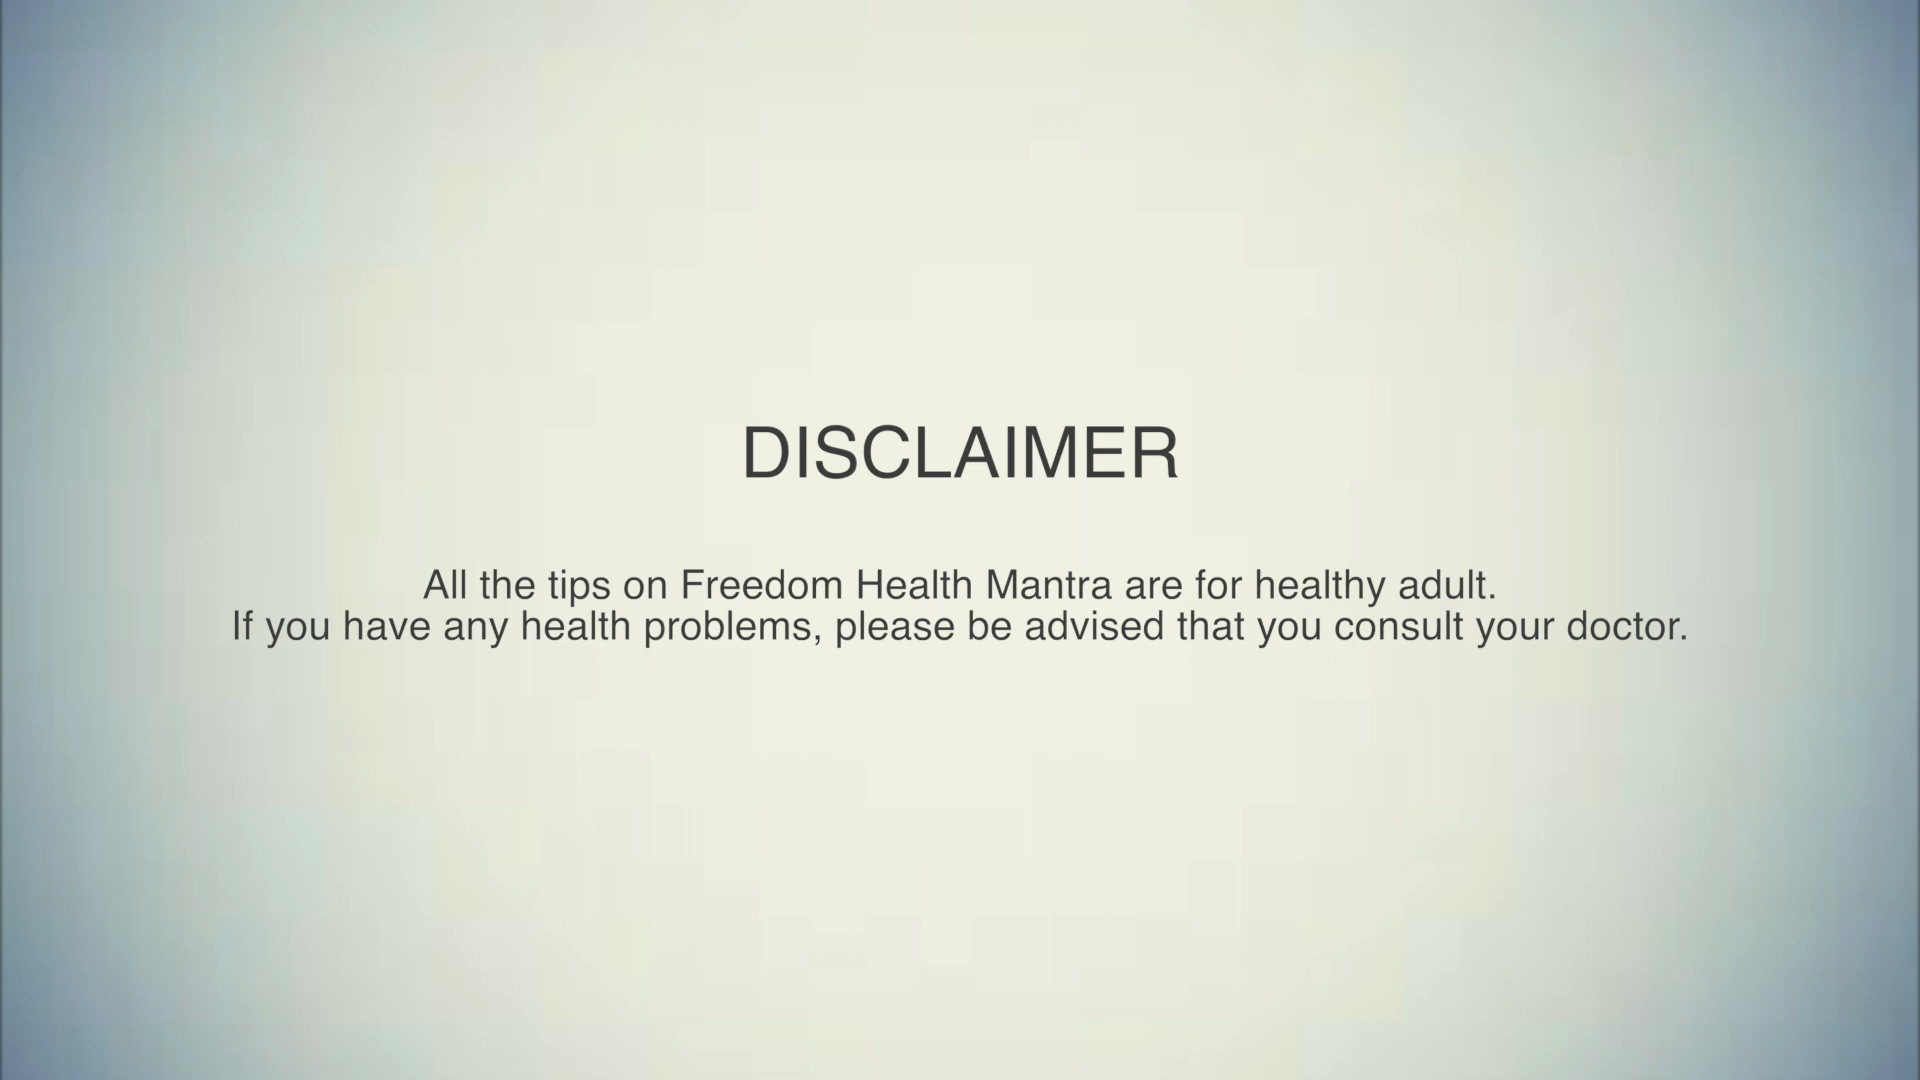 DISCLAIMER
All the tips on Freedom Health Mantra are for healthy adult.
If you have any health problems, please be advised that you consult your doctor.